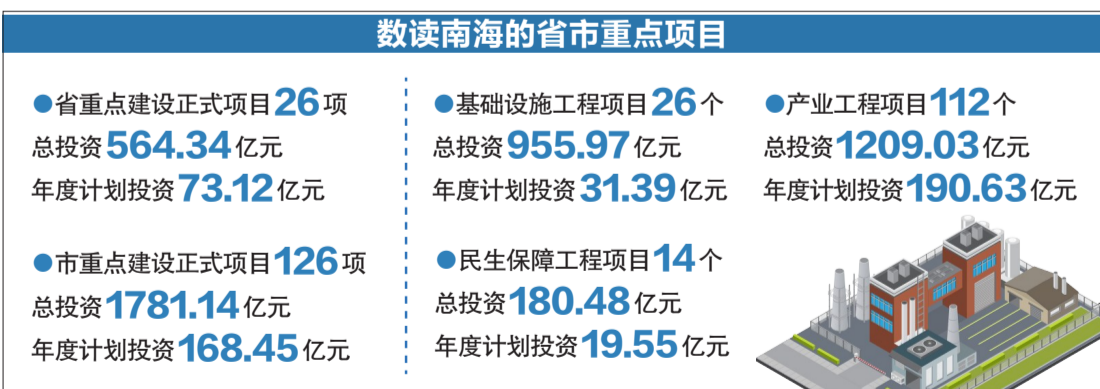 数读南海的省市重点项目
●省重点建设正式项目26项
总投资564.34亿元
年度计划投资73.12亿元
●市重点建设正式项目126项
总投资1781.14亿元
年度计划投资168.45亿元
●基础设施工程项目26个
总投资955.97亿元
年度计划投资31.39亿元
●民生保障工程项目14个
总投资180.48亿元
年度计划投资19.55亿元
●产业工程项目112个
总投资1209.03亿元
年度计划投资190.63亿元